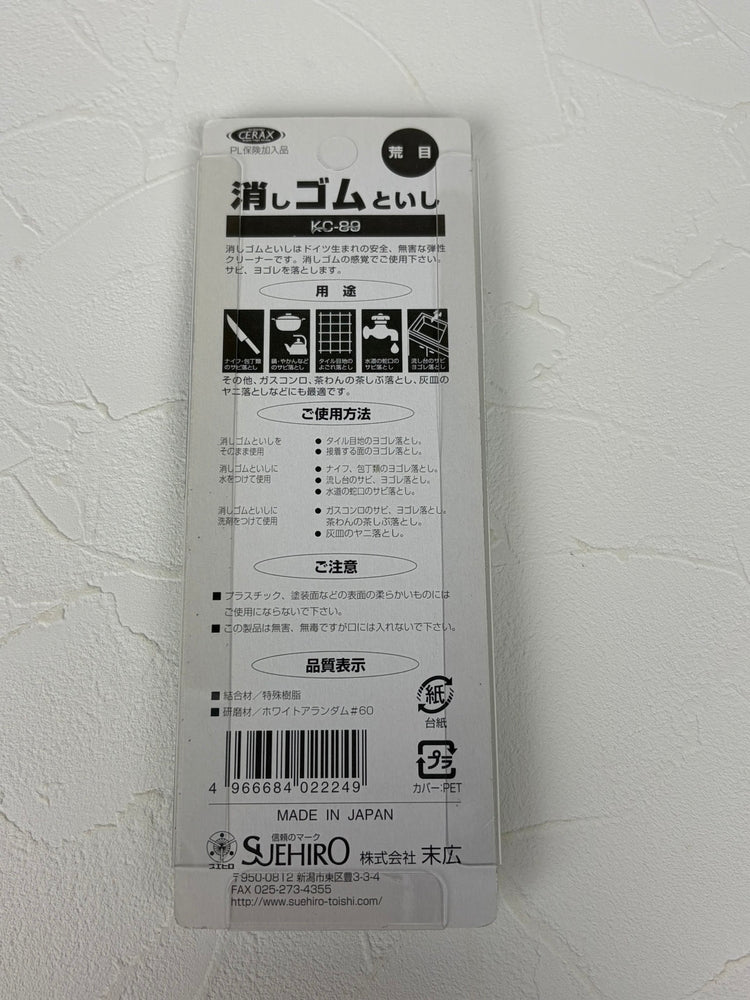 CERAX
PL保険加入品
荒目
消しゴムといし
KC-89
消しゴムといしはドイツ生まれの安全、無害な弾性
クリーナーです。消しゴムの感覚でご使用下さい。
サビ、ヨゴレを落とします。
用途
ナイフ・包丁類
のサビ落とし
鍋・やかんなど
のサビ落とし
タイル目地の
よごれ落とし
水道の蛇口の
サビ落とし
流し台のサビ
ヨゴレ落とし
その他、ガスコンロ、茶わんの茶しぶ落とし、灰皿の
ヤニ落としなどにも最適です。
ご使用方法
消しゴムといしを
そのまま使用
● タイル目地のヨゴレ落とし。
● 接着する面のヨゴレ落とし。
消しゴムといしに
水をつけて使用
● ナイフ、包丁類のヨゴレ落とし。
● 流し台のサビ、ヨゴレ落とし。
● 水道の蛇口のサビ落とし。
消しゴムといしに
洗剤をつけて使用
● ガスコンロのサビ、ヨゴレ落とし。
茶わんの茶しぶ落とし。
● 灰皿のヤニ落とし。
ご注意
■ プラスチック、塗装面などの表面の柔らかいものには
ご使用にならないで下さい。
■ この製品は無害、無毒ですが口には入れないで下さい。
品質表示
■ 結合材／特殊樹脂
■ 研磨材／ホワイトアランダム#60
紙
台紙
プラ
カバー:PET
4 966684 022249
MADE IN JAPAN
信頼のマーク
スエヒロ
SUEHIRO 株式会社 末広
〒950-0812 新潟市東区豊3-3-4
FAX 025-273-4355
http://www.suehiro-toishi.com/